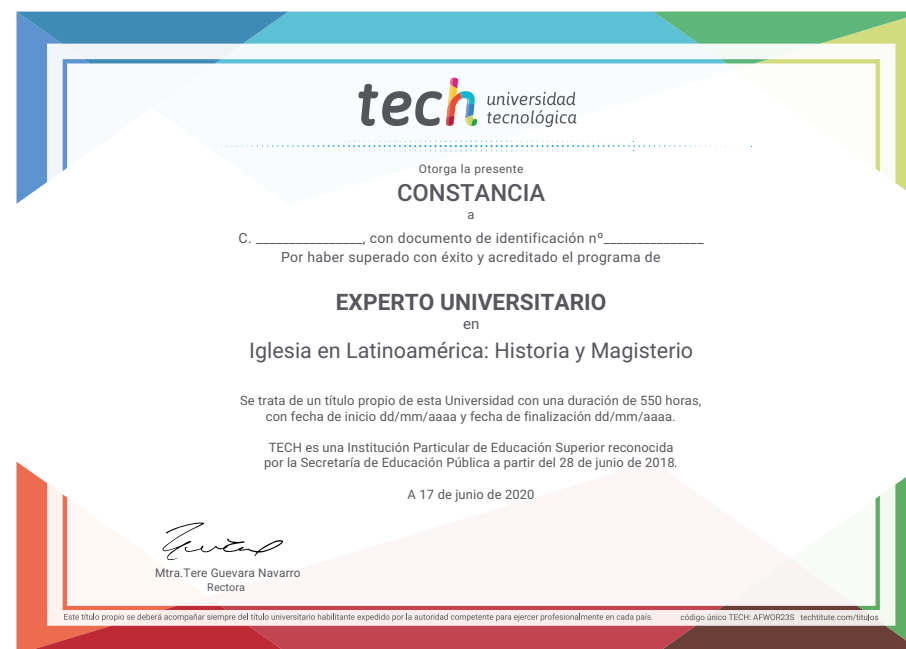 tech universidad
tecnológica
Otorga la presente
CONSTANCIA
a
C. ________________, con documento de identificación nº_______________
Por haber superado con éxito y acreditado el programa de
EXPERTO UNIVERSITARIO
en
Iglesia en Latinoamérica: Historia y Magisterio
Se trata de un título propio de esta Universidad con una duración de 550 horas,
con fecha de inicio dd/mm/aaaa y fecha de finalización dd/mm/aaaa.
TECH es una Institución Particular de Educación Superior reconocida
por la Secretaría de Educación Pública a partir del 28 de junio de 2018.
A 17 de junio de 2020
Mtra.Tere Guevara Navarro
Rectora
Este título propio se deberá acompañar siempre del título universitario habilitante expedido por la autoridad competente para ejercer profesionalmente en cada país. código único TECH: AFWOR23S techtitute.com/titulos